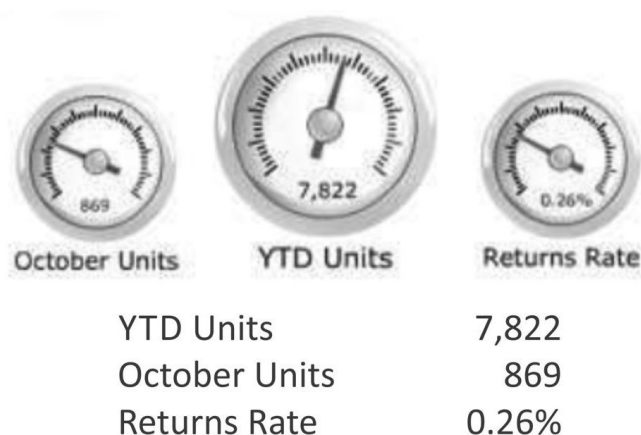 869
7,822
0.26%
October Units
YTD Units
Returns Rate
YTD Units 7,822
October Units 869
Returns Rate 0.26%